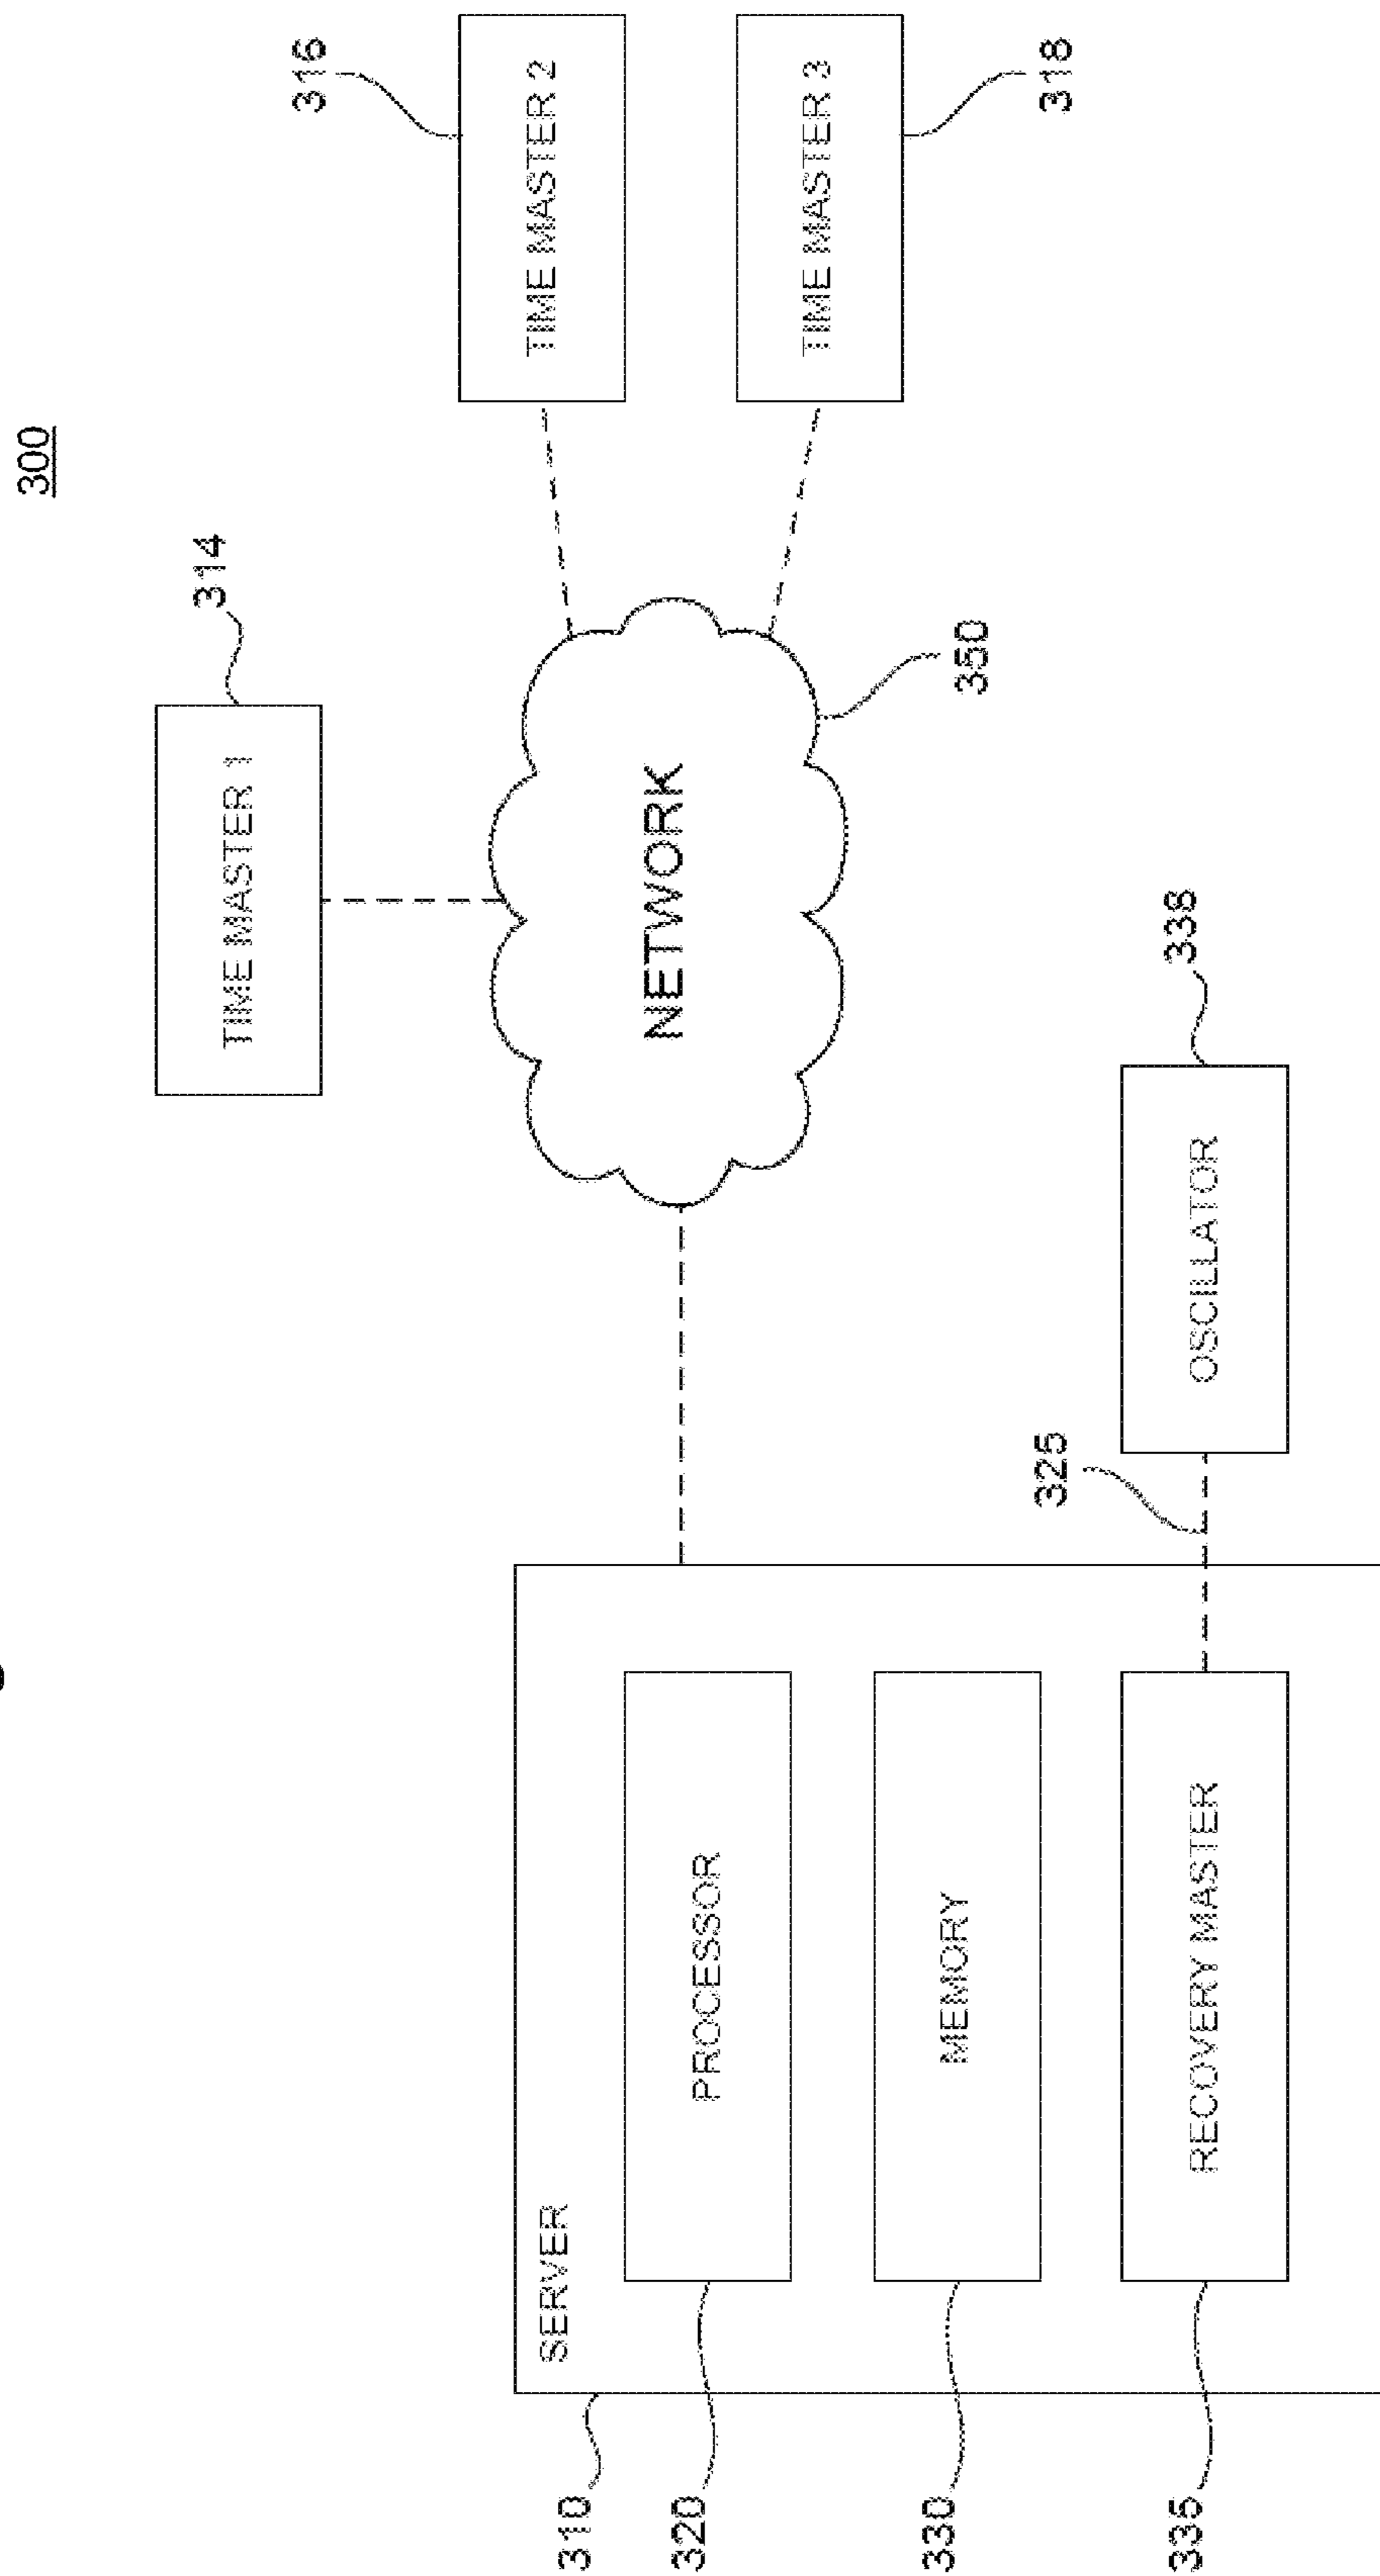 300
314
TIME MASTER 1
316
TIME MASTER 2
SERVER
310
NETWORK
PROCESSOR
320
TIME MASTER 3
318
350
MEMORY
330
325
338
OSCILLATOR
RECOVERY MASTER
335